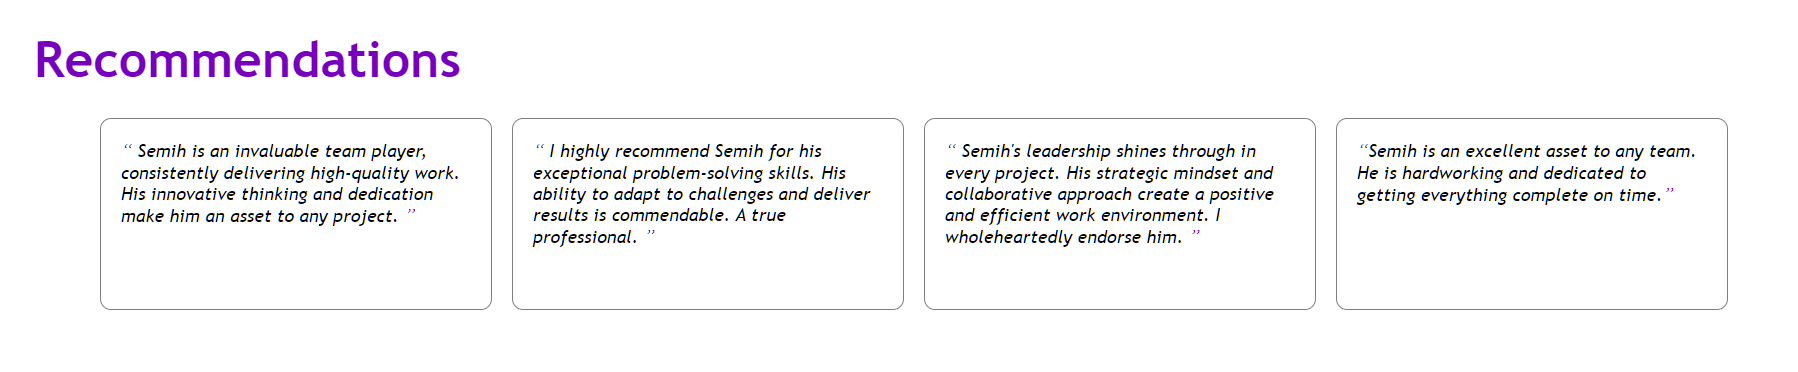 Recommendations
“ Semih is an invaluable team player,
consistently delivering high-quality work.
His innovative thinking and dedication
make him an asset to any project. ”
“ I highly recommend Semih for his
exceptional problem-solving skills. His
ability to adapt to challenges and deliver
results is commendable. A true
professional. ”
“ Semih's leadership shines through in
every project. His strategic mindset and
collaborative approach create a positive
and efficient work environment. I
wholeheartedly endorse him. ”
“Semih is an excellent asset to any team.
He is hardworking and dedicated to
getting everything complete on time.”